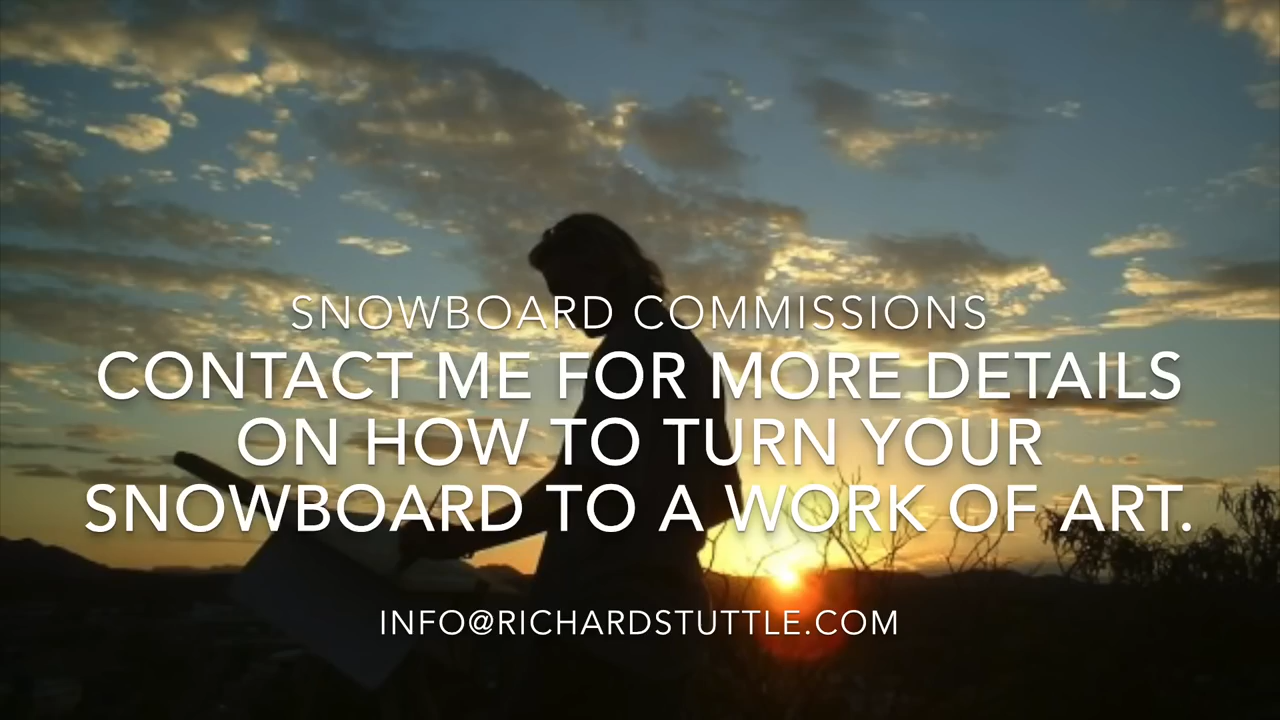 SNOWBOARD COMMISSIONS
CONTACT ME FOR MORE DETAILS
ON HOW TO TURN YOUR
SNOWBOARD TO A WORK OF ART.
INFO@RICHARDSTUTTLE.COM